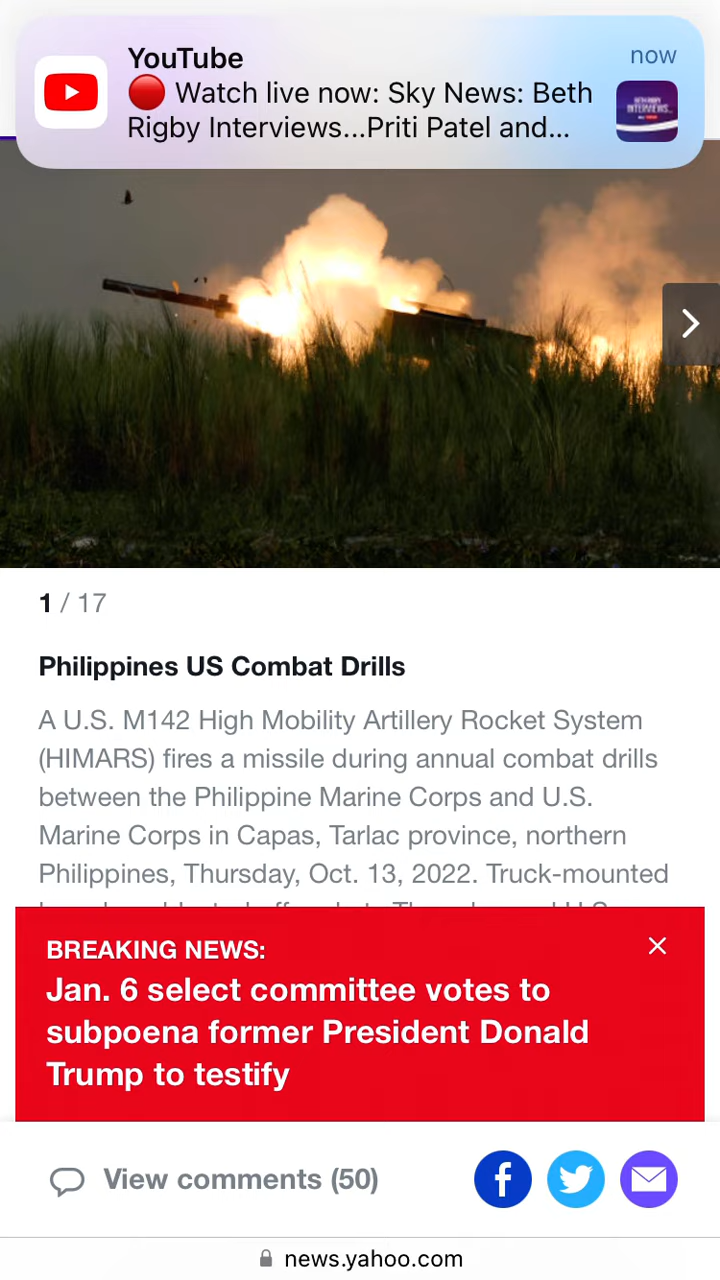 YouTube
now
🔴 Watch live now: Sky News: Beth
Rigby Interviews...Priti Patel and...
1 / 17
Philippines US Combat Drills
A U.S. M142 High Mobility Artillery Rocket System
(HIMARS) fires a missile during annual combat drills
between the Philippine Marine Corps and U.S.
Marine Corps in Capas, Tarlac province, northern
Philippines, Thursday, Oct. 13, 2022. Truck-mounted
BREAKING NEWS:
Jan. 6 select committee votes to
subpoena former President Donald
Trump to testify
View comments (50)
news.yahoo.com